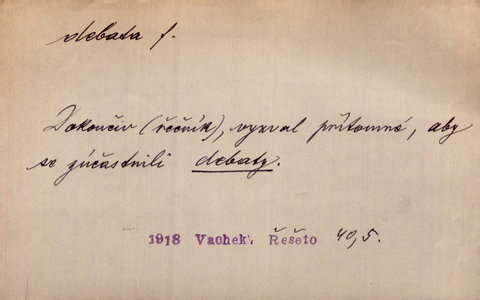 debata f.
Dokončiv (řečník), vyzval přítomné, aby
se zúčastnili debaty.
1918 Vachek, Řešeto 40,5.